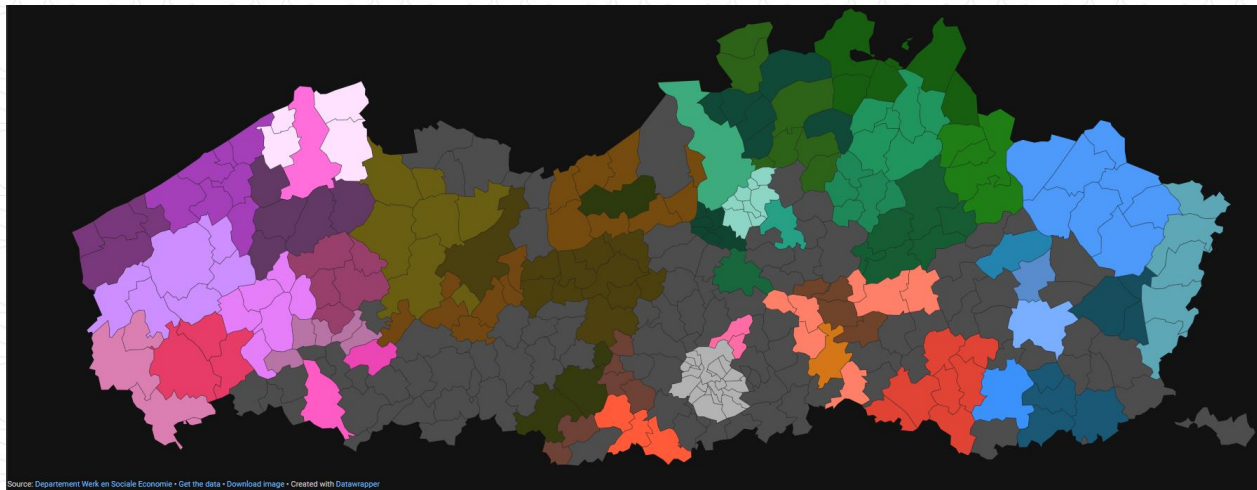 Source: Departement Werk en Sociale Economie • Get the data • Download image • Created with Datawrapper